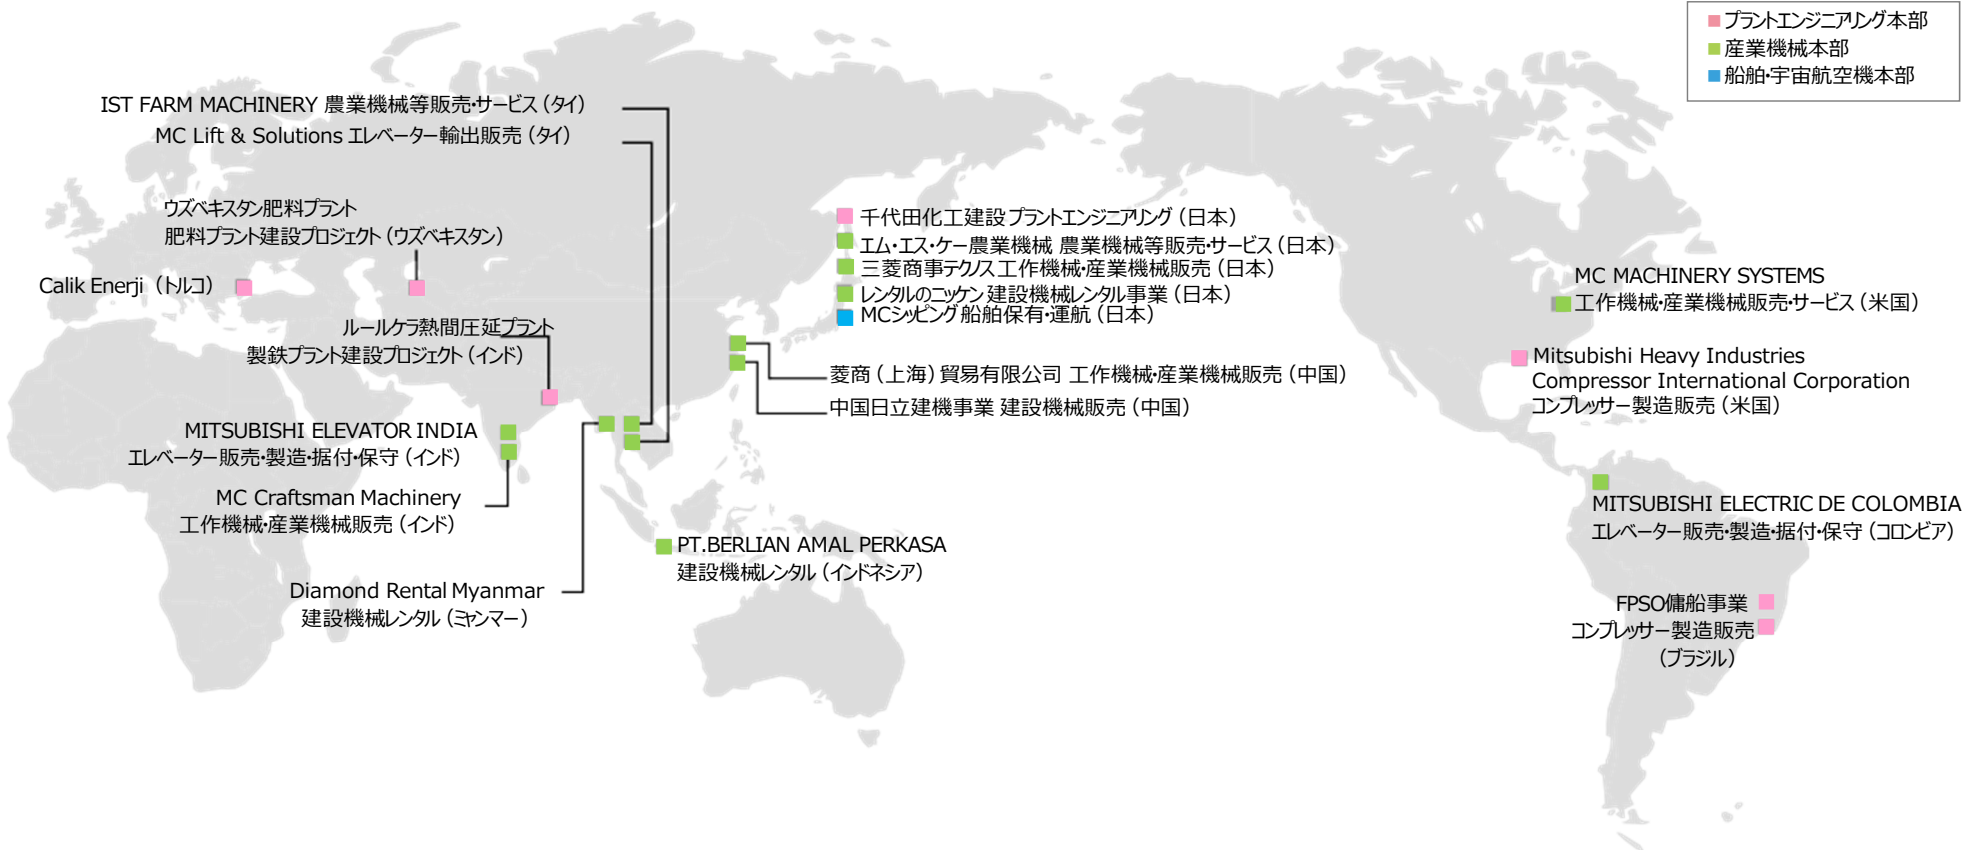 プラントエンジニアリング本部
産業機械本部
船舶・宇宙航空機本部
IST FARM MACHINERY 農業機械等販売・サービス（タイ）
MC Lift & Solutions エレベーター輸出販売（タイ）
ウズベキスタン肥料プラント
肥料プラント建設プロジェクト（ウズベキスタン）
Calik Enerji（トルコ）
ルールケラ熱間圧延プラント
製鉄プラント建設プロジェクト（インド）
MITSUBISHI ELEVATOR INDIA
エレベーター販売・製造・据付・保守（インド）
MC Craftsman Machinery
工作機械・産業機械販売（インド）
Diamond Rental Myanmar
建設機械レンタル（ミャンマー）
千代田化工建設 プラントエンジニアリング（日本）
エム・エス・ケー農業機械 農業機械等販売・サービス（日本）
三菱商事テクノス 工作機械・産業機械販売（日本）
レンタルのニッケン 建設機械レンタル事業（日本）
MCシッピング 船舶保有・運航（日本）
菱商（上海）貿易有限公司 工作機械・産業機械販売（中国）
中国日立建機事業 建設機械販売（中国）
PT.BERLIAN AMAL PERKASA
建設機械レンタル（インドネシア）
MC MACHINERY SYSTEMS
工作機械・産業機械販売・サービス（米国）
Mitsubishi Heavy Industries
Compressor International Corporation
コンプレッサー製造販売（米国）
MITSUBISHI ELECTRIC DE COLOMBIA
エレベーター販売・製造・据付・保守（コロンビア）
FPSO傭船事業
コンプレッサー製造販売
（ブラジル）